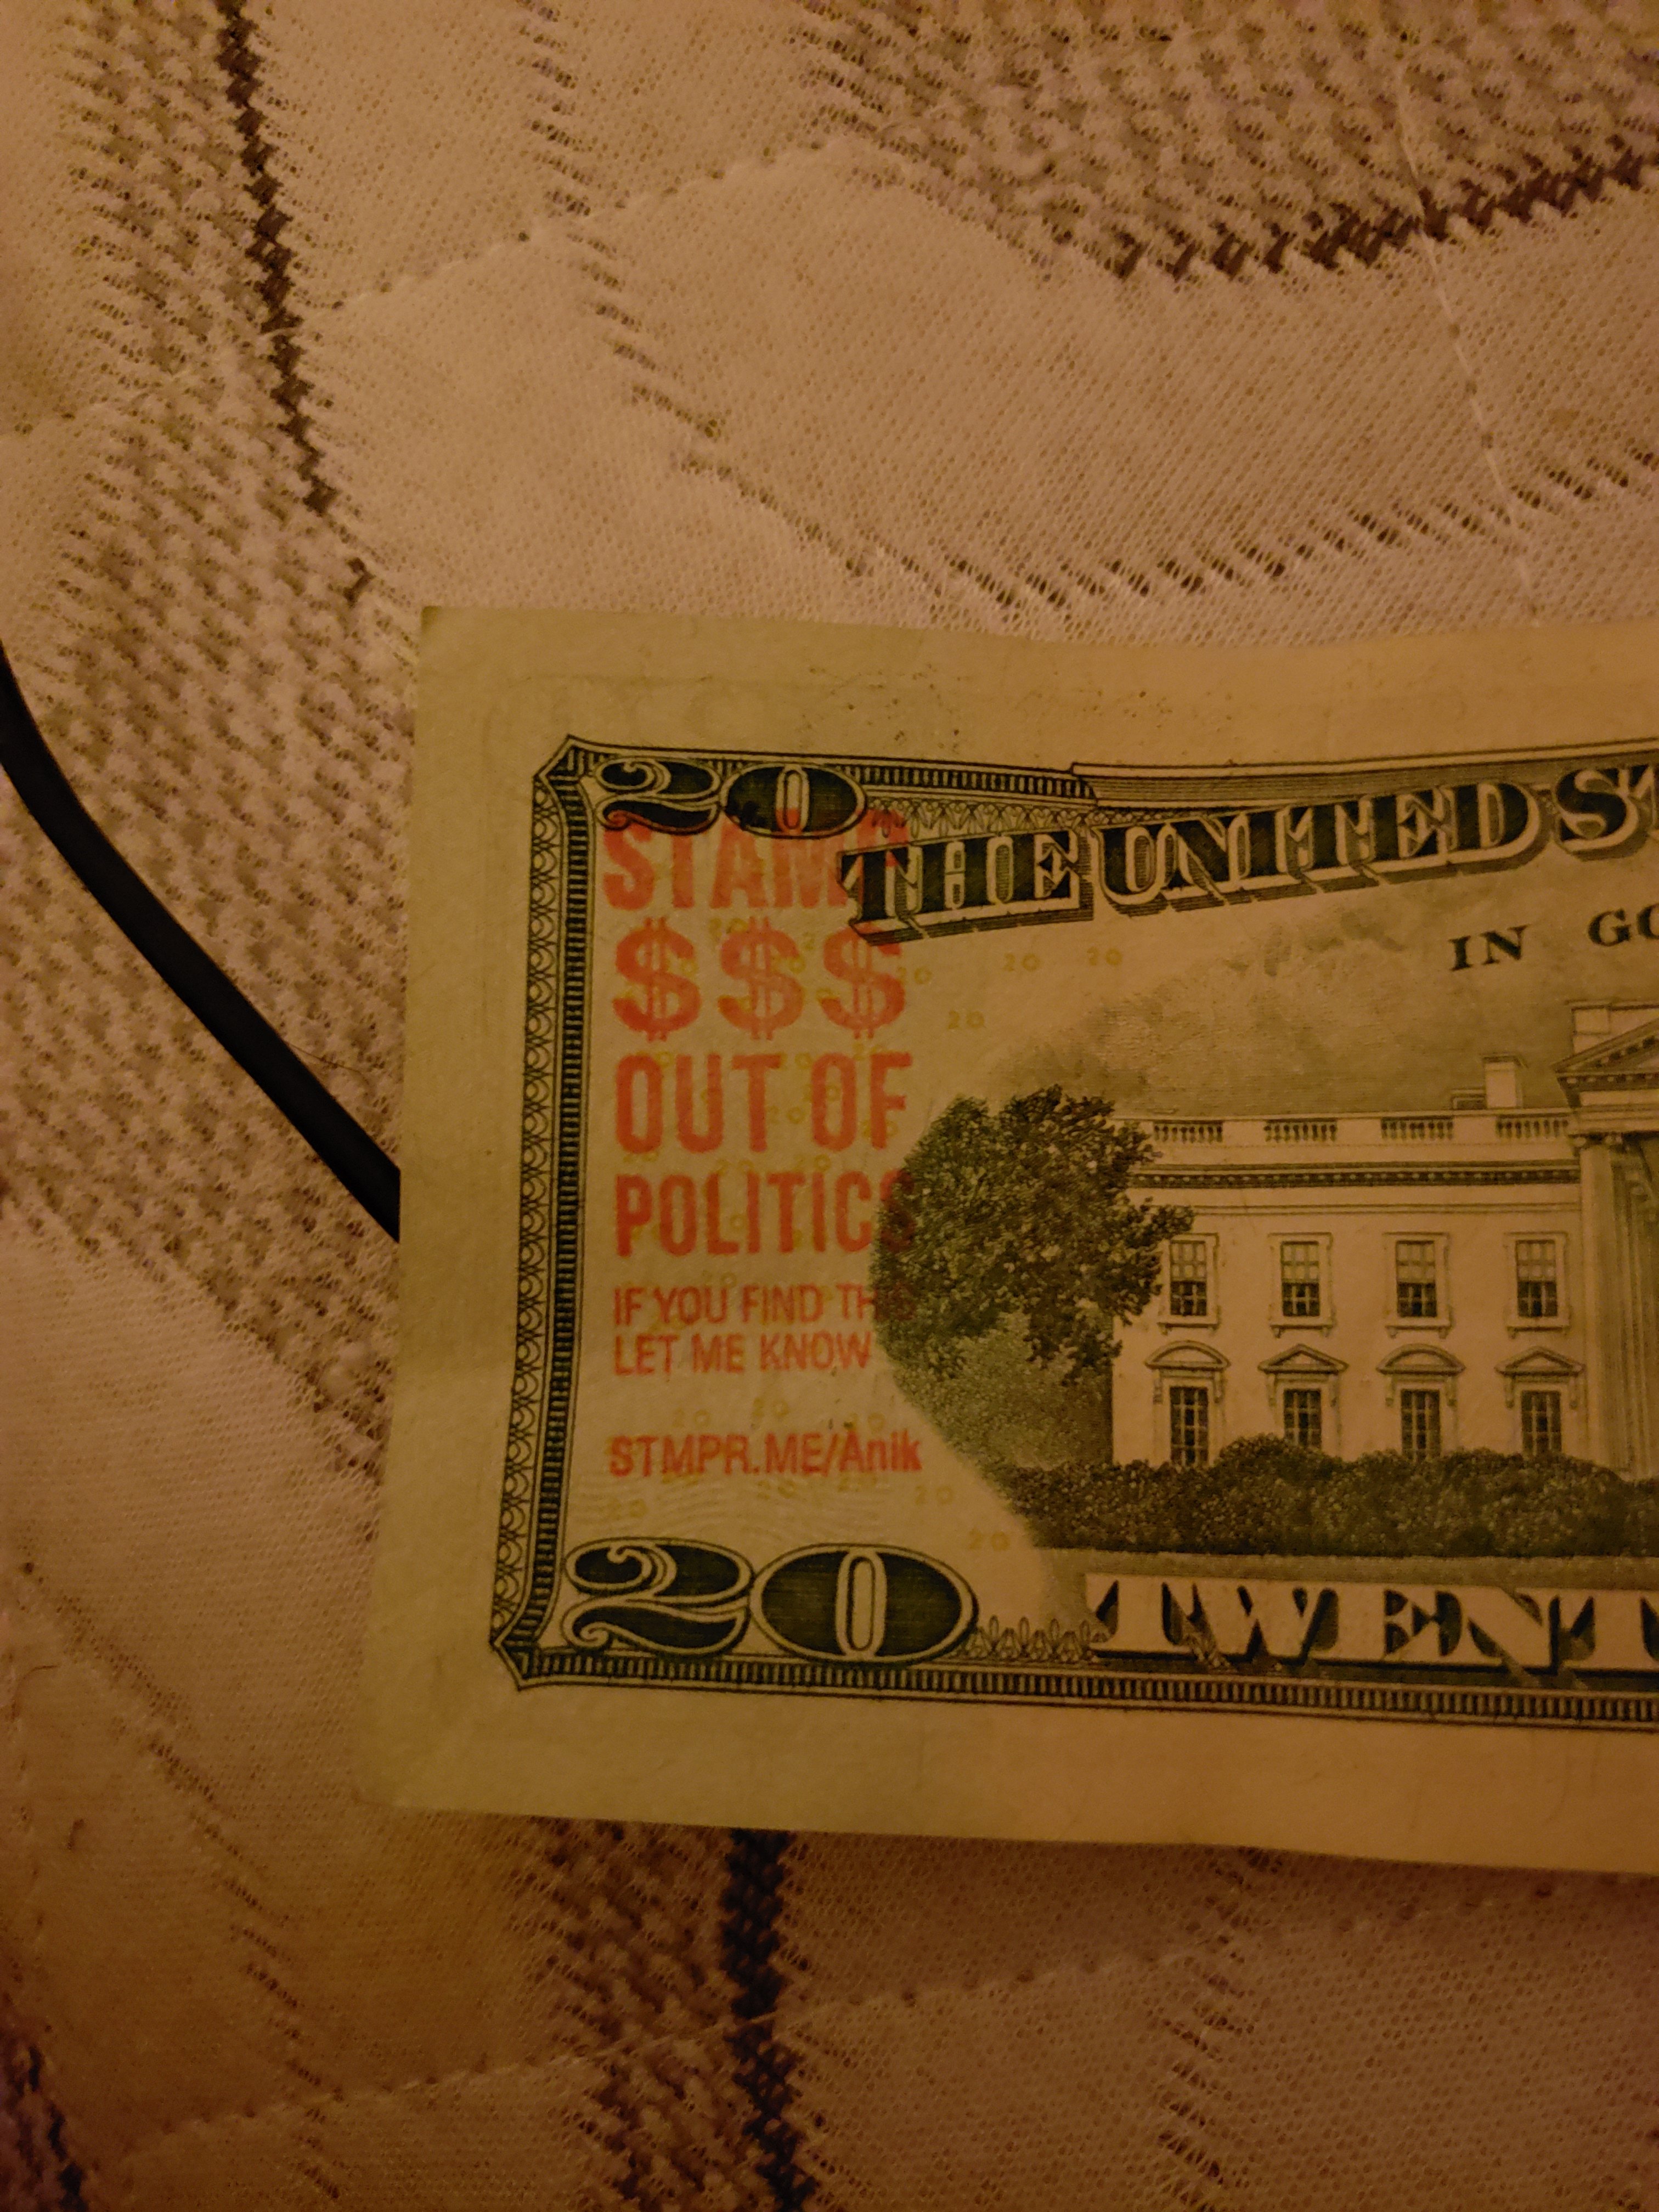 20
THE UNITED ST
IN GO
STAMP
$$$
OUT OF
POLITICS
IF YOU FIND THIS
LET ME KNOW
STMPR.ME/Anik
20
TWENT